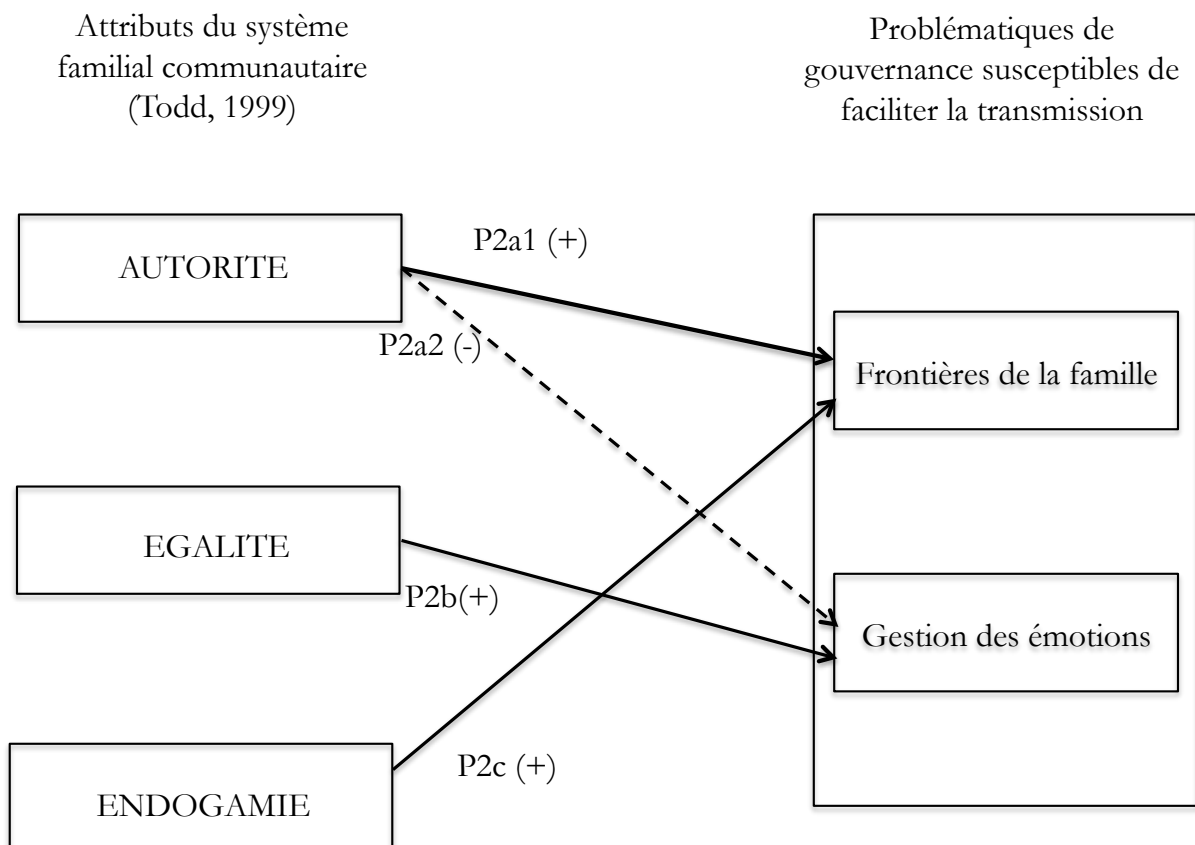 Attributs du système
familial communautaire
(Todd, 1999)
Problématiques de
gouvernance susceptibles de
faciliter la transmission
AUTORITE
P2a1 (+)
P2a2 (-)
Frontières de la famille
EGALITE
P2b(+)
Gestion des émotions
P2c (+)
ENDOGAMIE